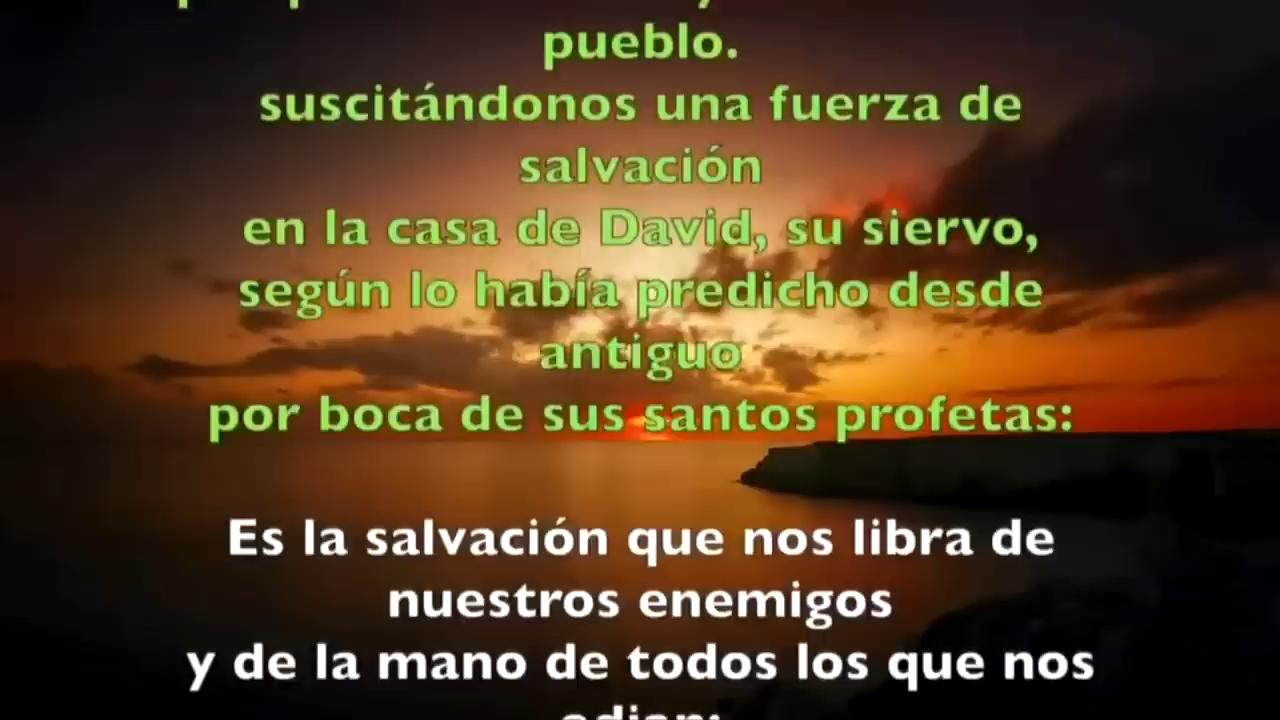 pueblo.
suscitándonos una fuerza de
salvación
en la casa de David, su siervo,
según lo había predicho desde
antiguo
por boca de sus santos profetas:
Es la salvación que nos libra de
nuestros enemigos
y de la mano de todos los que nos